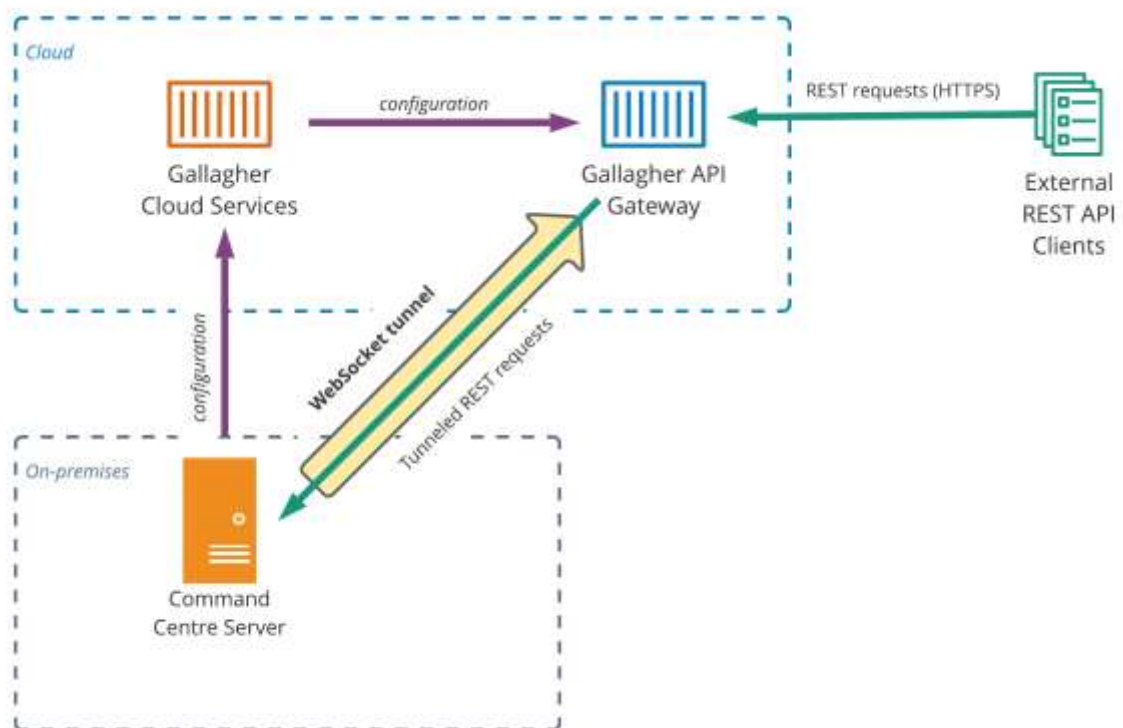 Cloud
configuration
REST requests (HTTPS)
Gallagher
Cloud Services
Gallagher API
Gateway
External
REST API
Clients
configuration
WebSocket tunnel
Tunneled REST requests
On-premises
Command
Centre Server